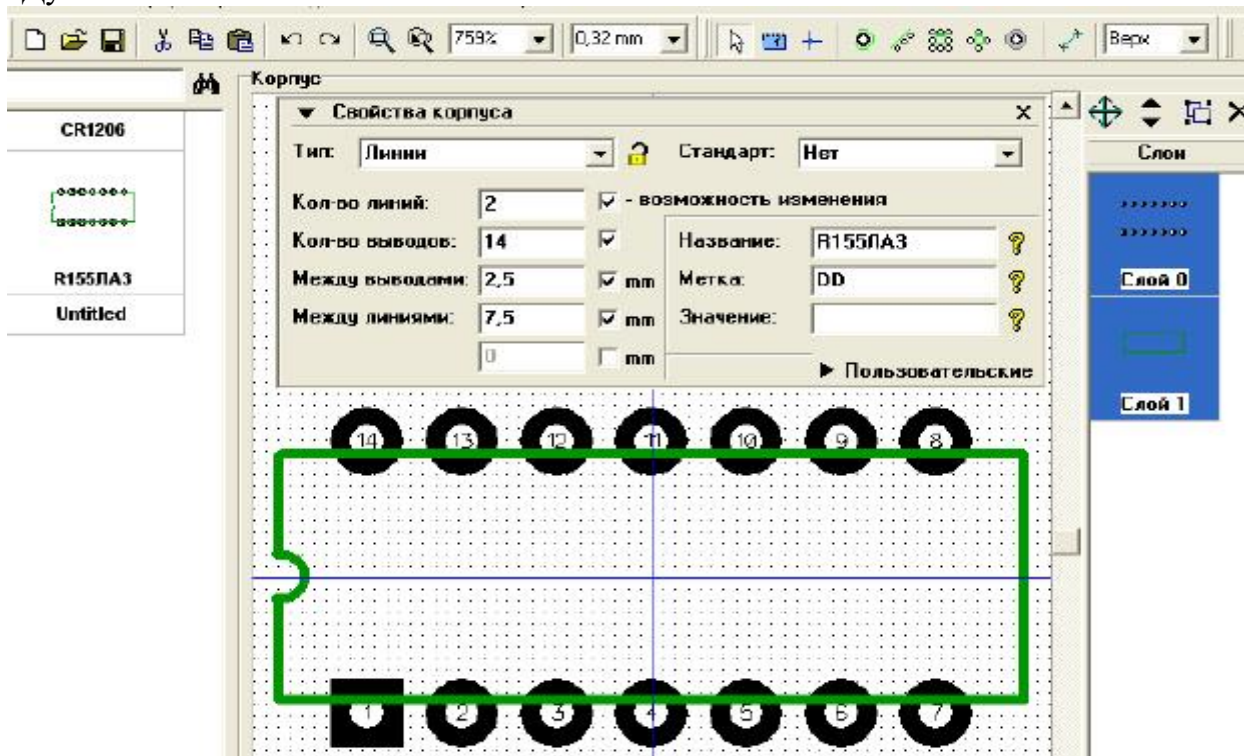 759%
0,32 mm
Верх
Корпус
Свойства корпуса
Тип: Линии
Стандарт: Нет
Кол-во линий: 2 - возможность изменения
Кол-во выводов: 14
Название: R155ЛА3
Между выводами: 2,5 mm
Метка: DD
Между линиями: 7,5 mm
Значение:
0 mm
Пользовательские
CR1206
R155ЛА3
Untitled
14 13 12 11 10 9 8
1 2 3 4 5 6 7
Слои
Слой 0
Слой 1